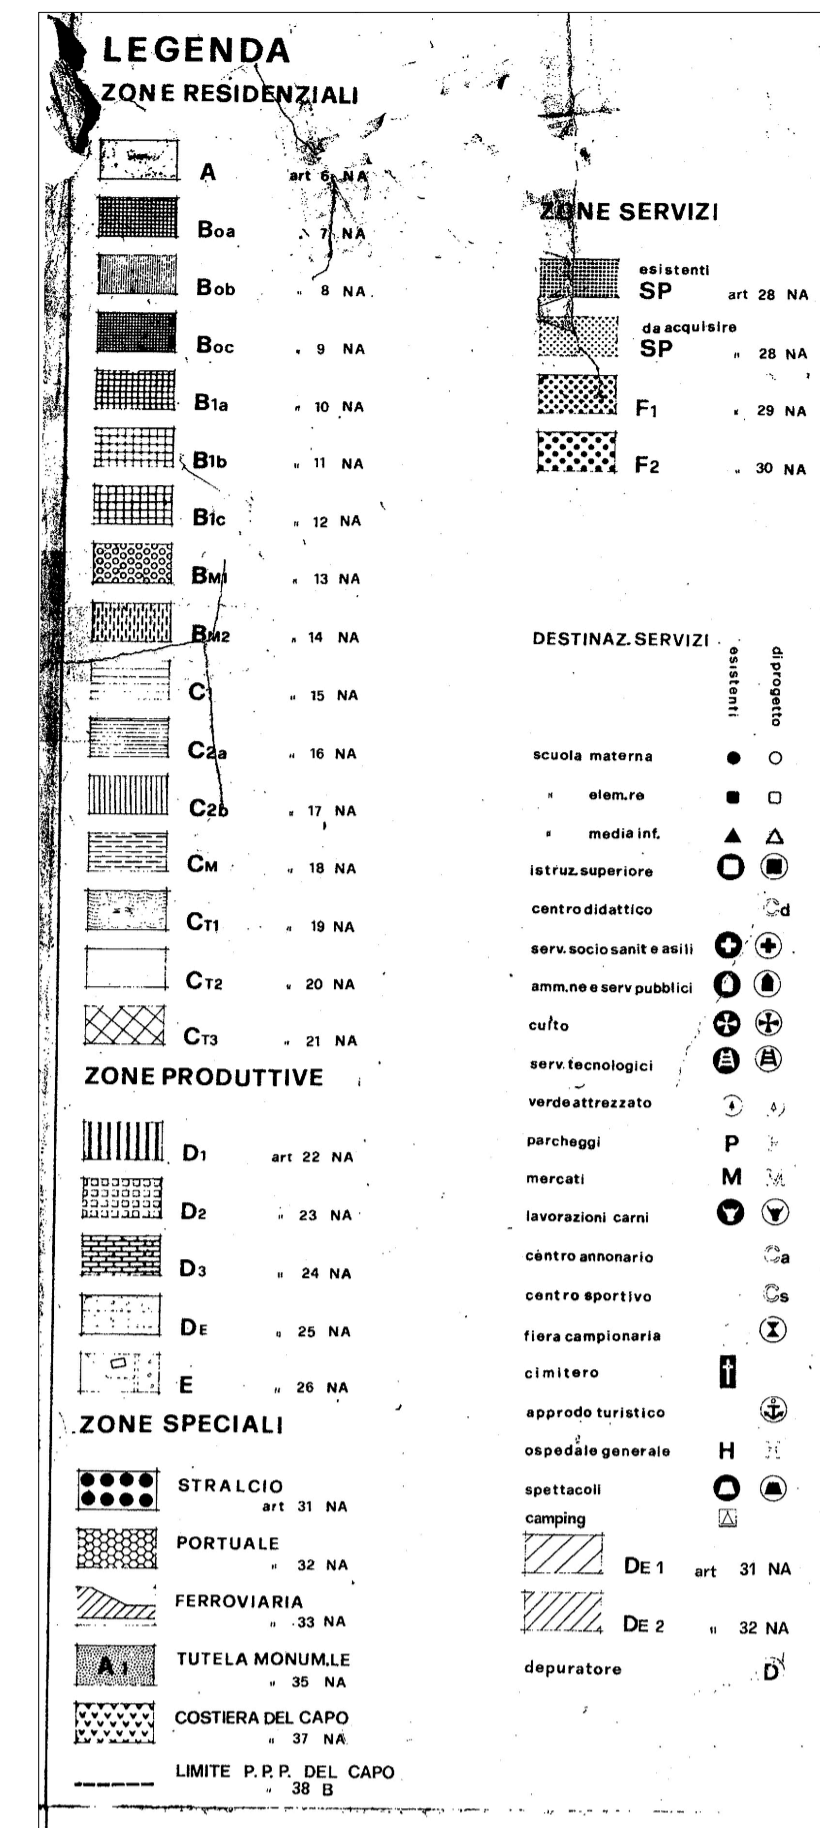 LEGENDA
ZONE RESIDENZIALI
A art 6 NA
Boa 7 NA
Bob " 8 NA
Boc " 9 NA
B1a " 10 NA
B1b " 11 NA
B1c " 12 NA
BM1 " 13 NA
BM2 " 14 NA
C1 " 15 NA
C2a " 16 NA
C2b " 17 NA
CM " 18 NA
CT1 " 19 NA
CT2 " 20 NA
CT3 " 21 NA
ZONE PRODUTTIVE
D1 art 22 NA
D2 " 23 NA
D3 " 24 NA
DE " 25 NA
E " 26 NA
ZONE SPECIALI
STRALCIO
art 31 NA
PORTUALE
" 32 NA
FERROVIARIA
" 33 NA
A1 TUTELA MONUM.LE
" 35 NA
COSTIERA DEL CAPO
" 37 NA
LIMITE P.P.P. DEL CAPO
" 38 B
ZONE SERVIZI
esistenti
SP art 28 NA
da acquisire
SP " 28 NA
F1 " 29 NA
F2 " 30 NA
DESTINAZ. SERVIZI esistenti di progetto
scuola materna
" elem.re
" media inf.
istruz. superiore
centro didattico Cd
serv. socio sanit e asili
amm.ne e serv pubblici
culto
serv. tecnologici
verde attrezzato
parcheggi P P
mercati M M
lavorazioni carni
centro annonario Ca
centro sportivo Cs
fiera campionaria
cimitero
approdo turistico
ospedale generale H H
spettacoli
camping
DE 1 art 31 NA
DE 2 " 32 NA
depuratore D